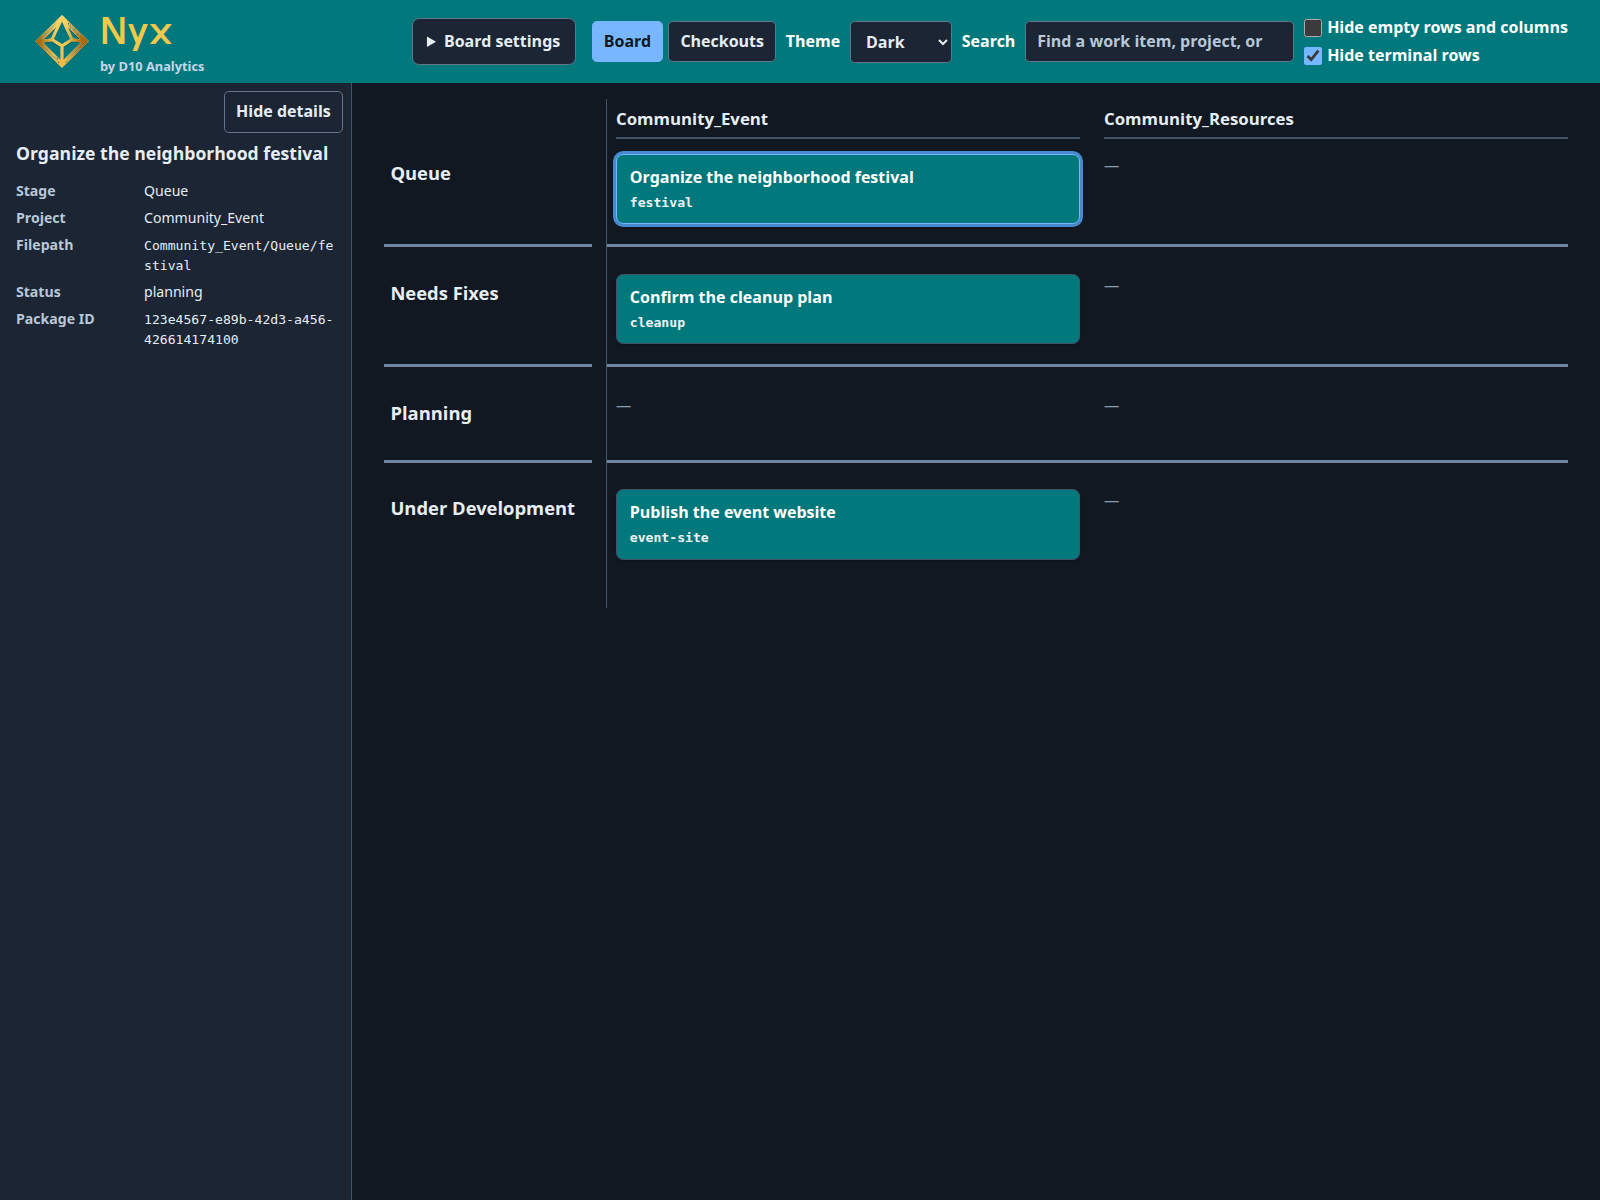 Nyx
by D10 Analytics
Board settings
Board
Checkouts
Theme
Dark
Search
Find a work item, project, or
Hide empty rows and columns
Hide terminal rows
Hide details
Organize the neighborhood festival
Stage Queue
Project Community_Event
Filepath Community_Event/Queue/fe
stival
Status planning
Package ID 123e4567-e89b-42d3-a456-
426614174100
Community_Event
Community_Resources
Queue
Organize the neighborhood festival
festival
—
Needs Fixes
Confirm the cleanup plan
cleanup
—
Planning
—
—
Under Development
Publish the event website
event-site
—